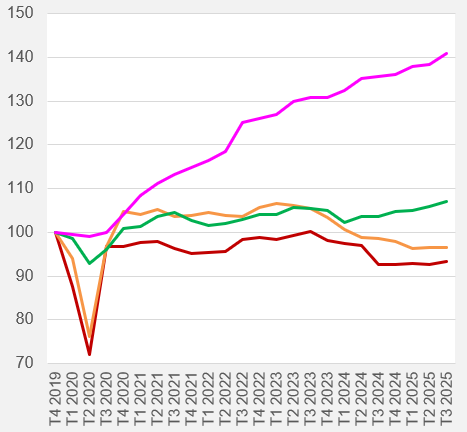 150
140
130
120
110
100
90
80
70
T4 2019
T1 2020
T2 2020
T3 2020
T4 2020
T1 2021
T2 2021
T3 2021
T4 2021
T1 2022
T2 2022
T3 2022
T4 2022
T1 2023
T2 2023
T3 2023
T4 2023
T1 2024
T2 2024
T3 2024
T4 2024
T1 2025
T2 2025
T3 2025